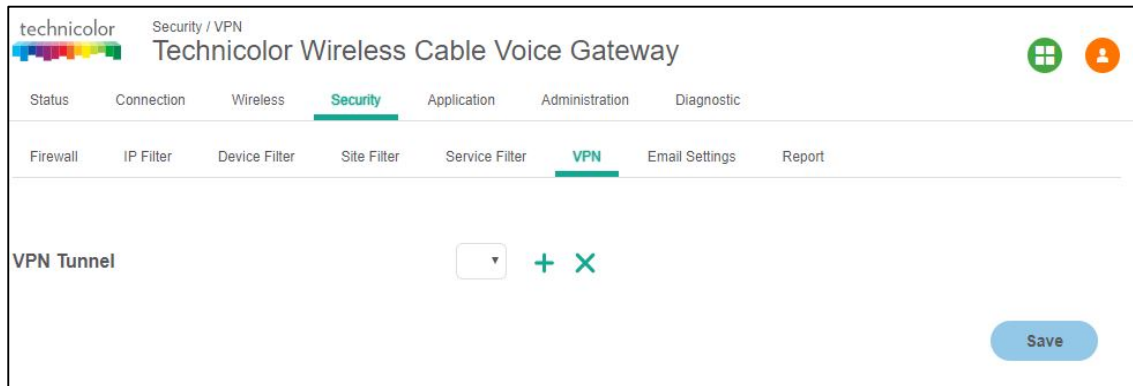 technicolor
Security / VPN
Technicolor Wireless Cable Voice Gateway
Status Connection Wireless Security Application Administration Diagnostic
Firewall IP Filter Device Filter Site Filter Service Filter VPN Email Settings Report
VPN Tunnel
Save